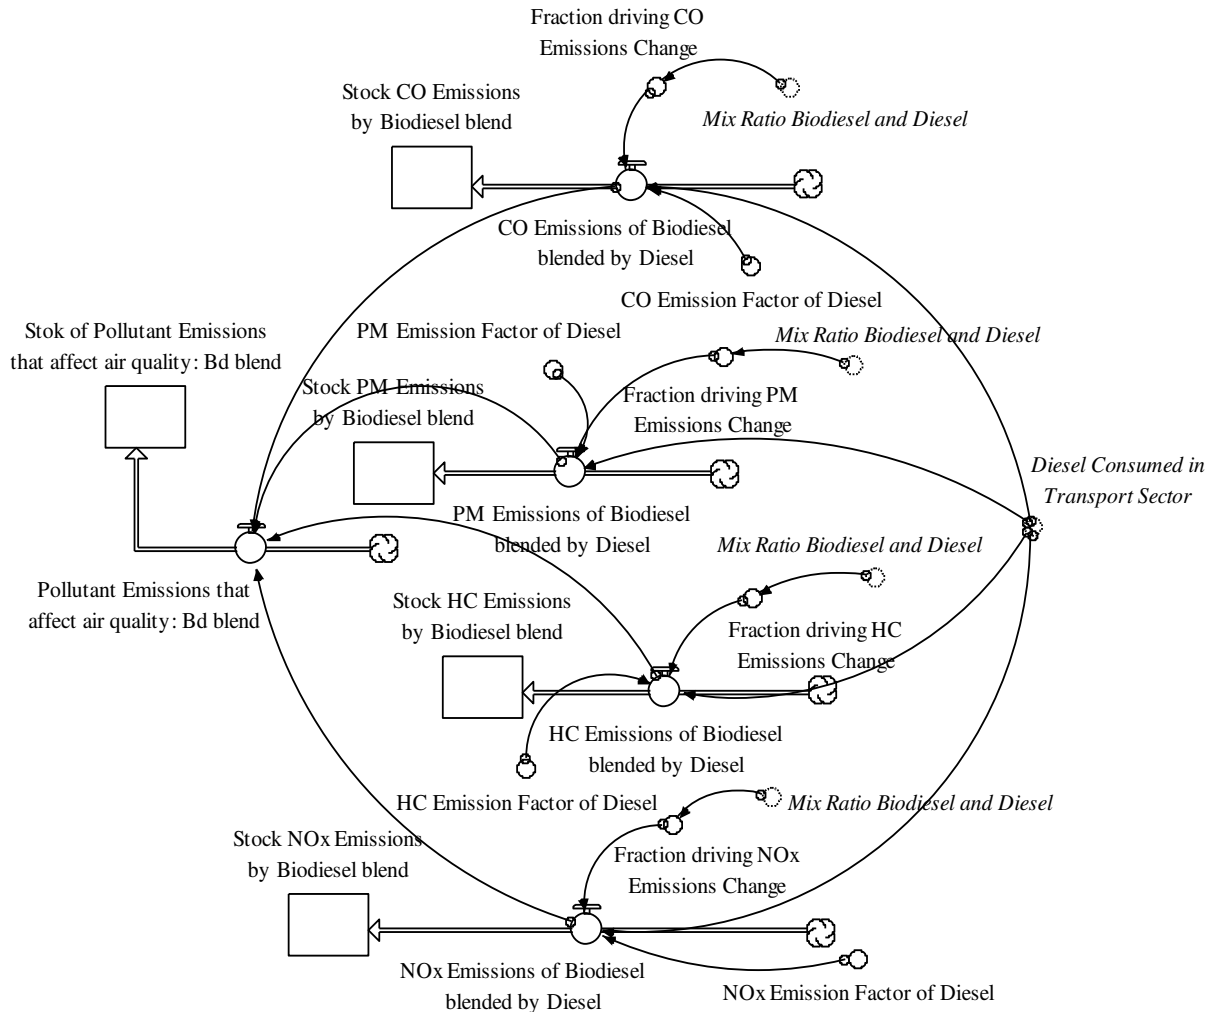 Fraction driving CO
Emissions Change
Stock CO Emissions
by Biodiesel blend
Mix Ratio Biodiesel and Diesel
CO Emissions of Biodiesel
blended by Diesel
CO Emission Factor of Diesel
Stok of Pollutant Emissions
that affect air quality: Bd blend
PM Emission Factor of Diesel
Mix Ratio Biodiesel and Diesel
Stock PM Emissions
by Biodiesel blend
Fraction driving PM
Emissions Change
Diesel Consumed in
Transport Sector
PM Emissions of Biodiesel
blended by Diesel
Mix Ratio Biodiesel and Diesel
Pollutant Emissions that
affect air quality: Bd blend
Stock HC Emissions
by Biodiesel blend
Fraction driving HC
Emissions Change
HC Emissions of Biodiesel
blended by Diesel
HC Emission Factor of Diesel
Mix Ratio Biodiesel and Diesel
Stock NOx Emissions
by Biodiesel blend
Fraction driving NOx
Emissions Change
NOx Emissions of Biodiesel
blended by Diesel
NOx Emission Factor of Diesel